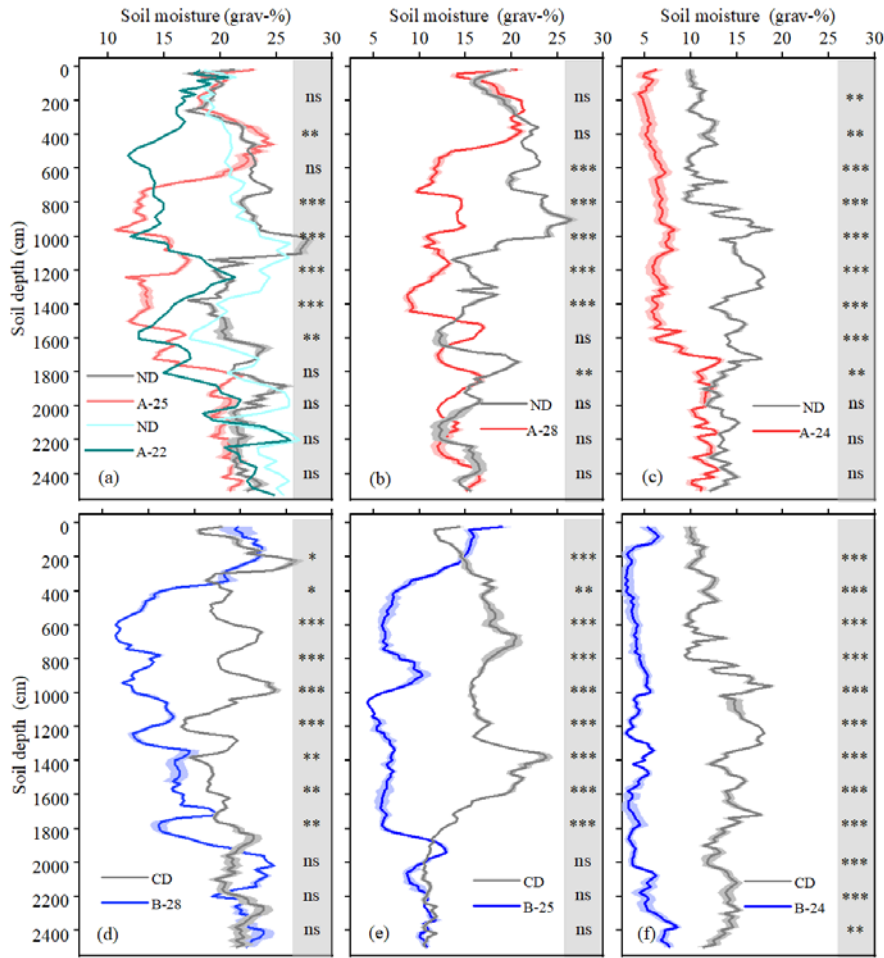 Soil moisture (grav-%) Soil moisture (grav-%) Soil moisture (grav-%)
10 15 20 25 30 5 10 15 20 25 30 5 10 15 20 25 30
Soil depth (cm)
0
200 ns ns **
400 ** ns **
600 ns *** ***
800 *** *** ***
1000 *** *** ***
1200 *** *** ***
1400 *** *** ***
1600 ** ns ***
1800 ns ** **
ND
A-25
ND
A-22
ND
A-28
ND
A-24
2000 ns ns ns
2200 ns ns ns
2400 ns ns ns
(a) (b) (c)
Soil depth (cm)
0
200 * *** ***
400 * ** ***
600 *** *** ***
800 *** *** ***
1000 *** *** ***
1200 *** *** ***
1400 ** *** ***
1600 ** *** ***
1800 ** *** ***
2000 ns ns ***
2200 ns ns ***
2400 ns ns **
CD
B-28
CD
B-25
CD
B-24
(d) (e) (f)